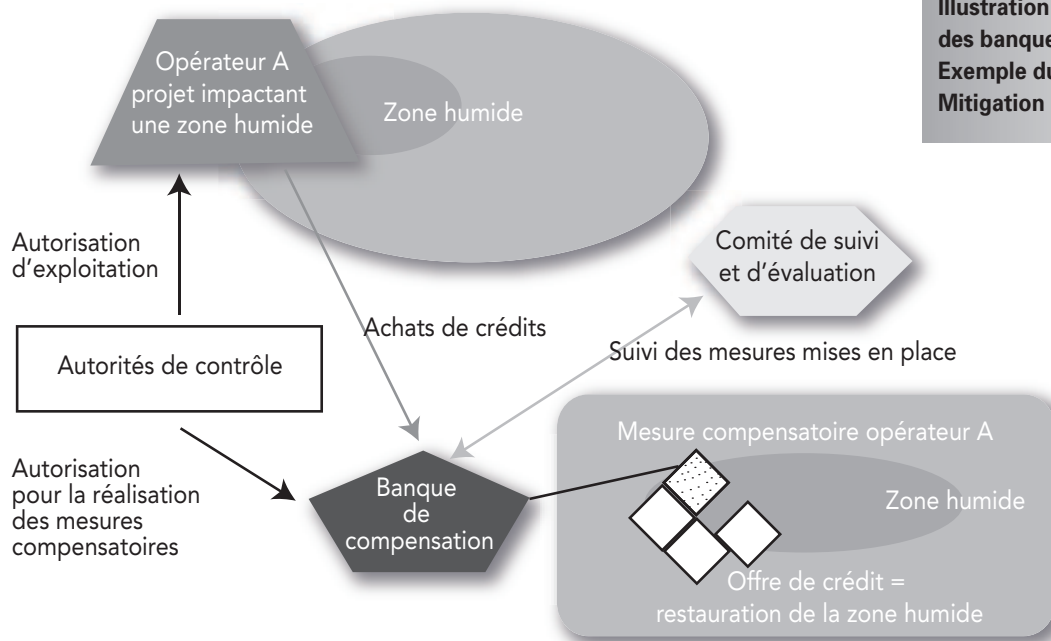 Illustration
des banque
Exemple du
Mitigation
Opérateur A
projet impactant
une zone humide
Zone humide
Autorisation
d'exploitation
Comité de suivi
et d'évaluation
Achats de crédits
Suivi des mesures mises en place
Autorités de contrôle
Mesure compensatoire opérateur A
Autorisation
pour la réalisation
des mesures
compensatoires
Banque
de
compensation
Zone humide
Offre de crédit =
restauration de la zone humide